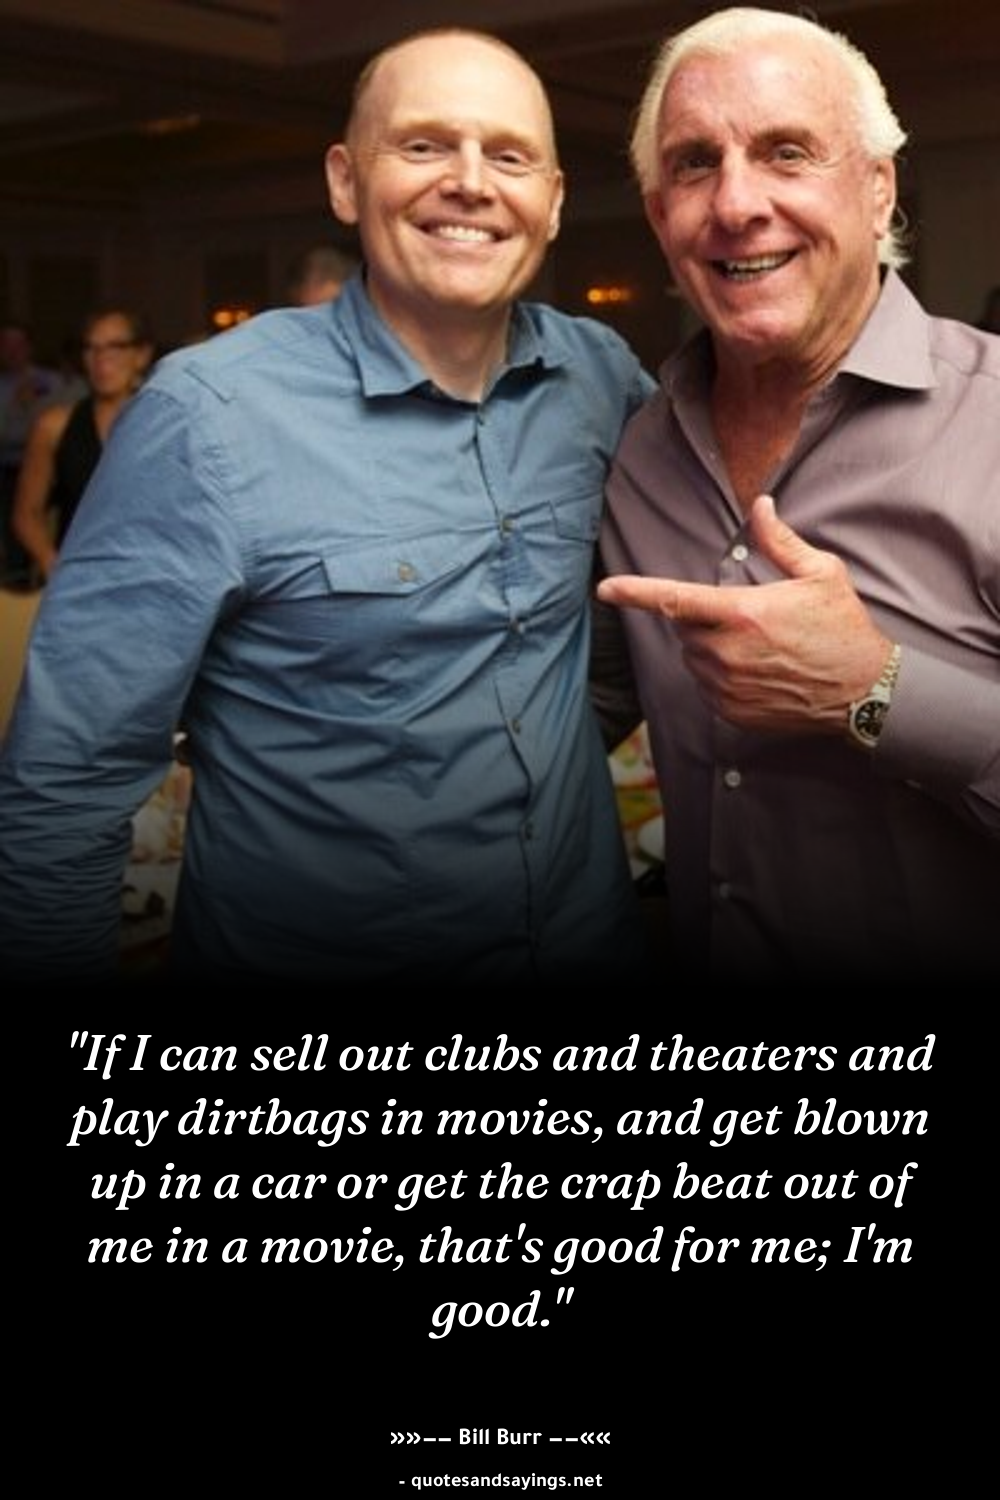 "If I can sell out clubs and theaters and
play dirtbags in movies, and get blown
up in a car or get the crap beat out of
me in a movie, that's good for me; I'm
good."
»»−− Bill Burr −−««
- quotesandsayings.net